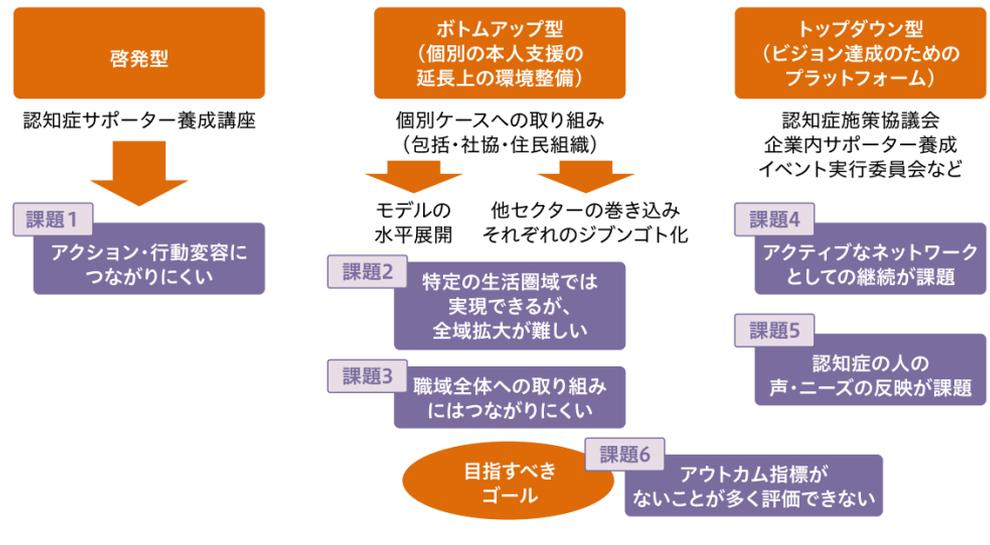 啓発型
認知症サポーター養成講座
課題1
アクション・行動変容に
つながりにくい
ボトムアップ型
（個別の本人支援の
延長上の環境整備）
個別ケースへの取り組み
（包括・社協・住民組織）
モデルの
水平展開
他セクターの巻き込み
それぞれのジブンゴト化
課題2
特定の生活圏域では
実現できるが、
全域拡大が難しい
課題3
職域全体への取り組み
にはつながりにくい
トップダウン型
（ビジョン達成のための
プラットフォーム）
認知症施策協議会
企業内サポーター養成
イベント実行委員会など
課題4
アクティブなネットワーク
としての継続が課題
課題5
認知症の人の
声・ニーズの反映が課題
目指すべき
ゴール
課題6
アウトカム指標が
ないことが多く評価できない